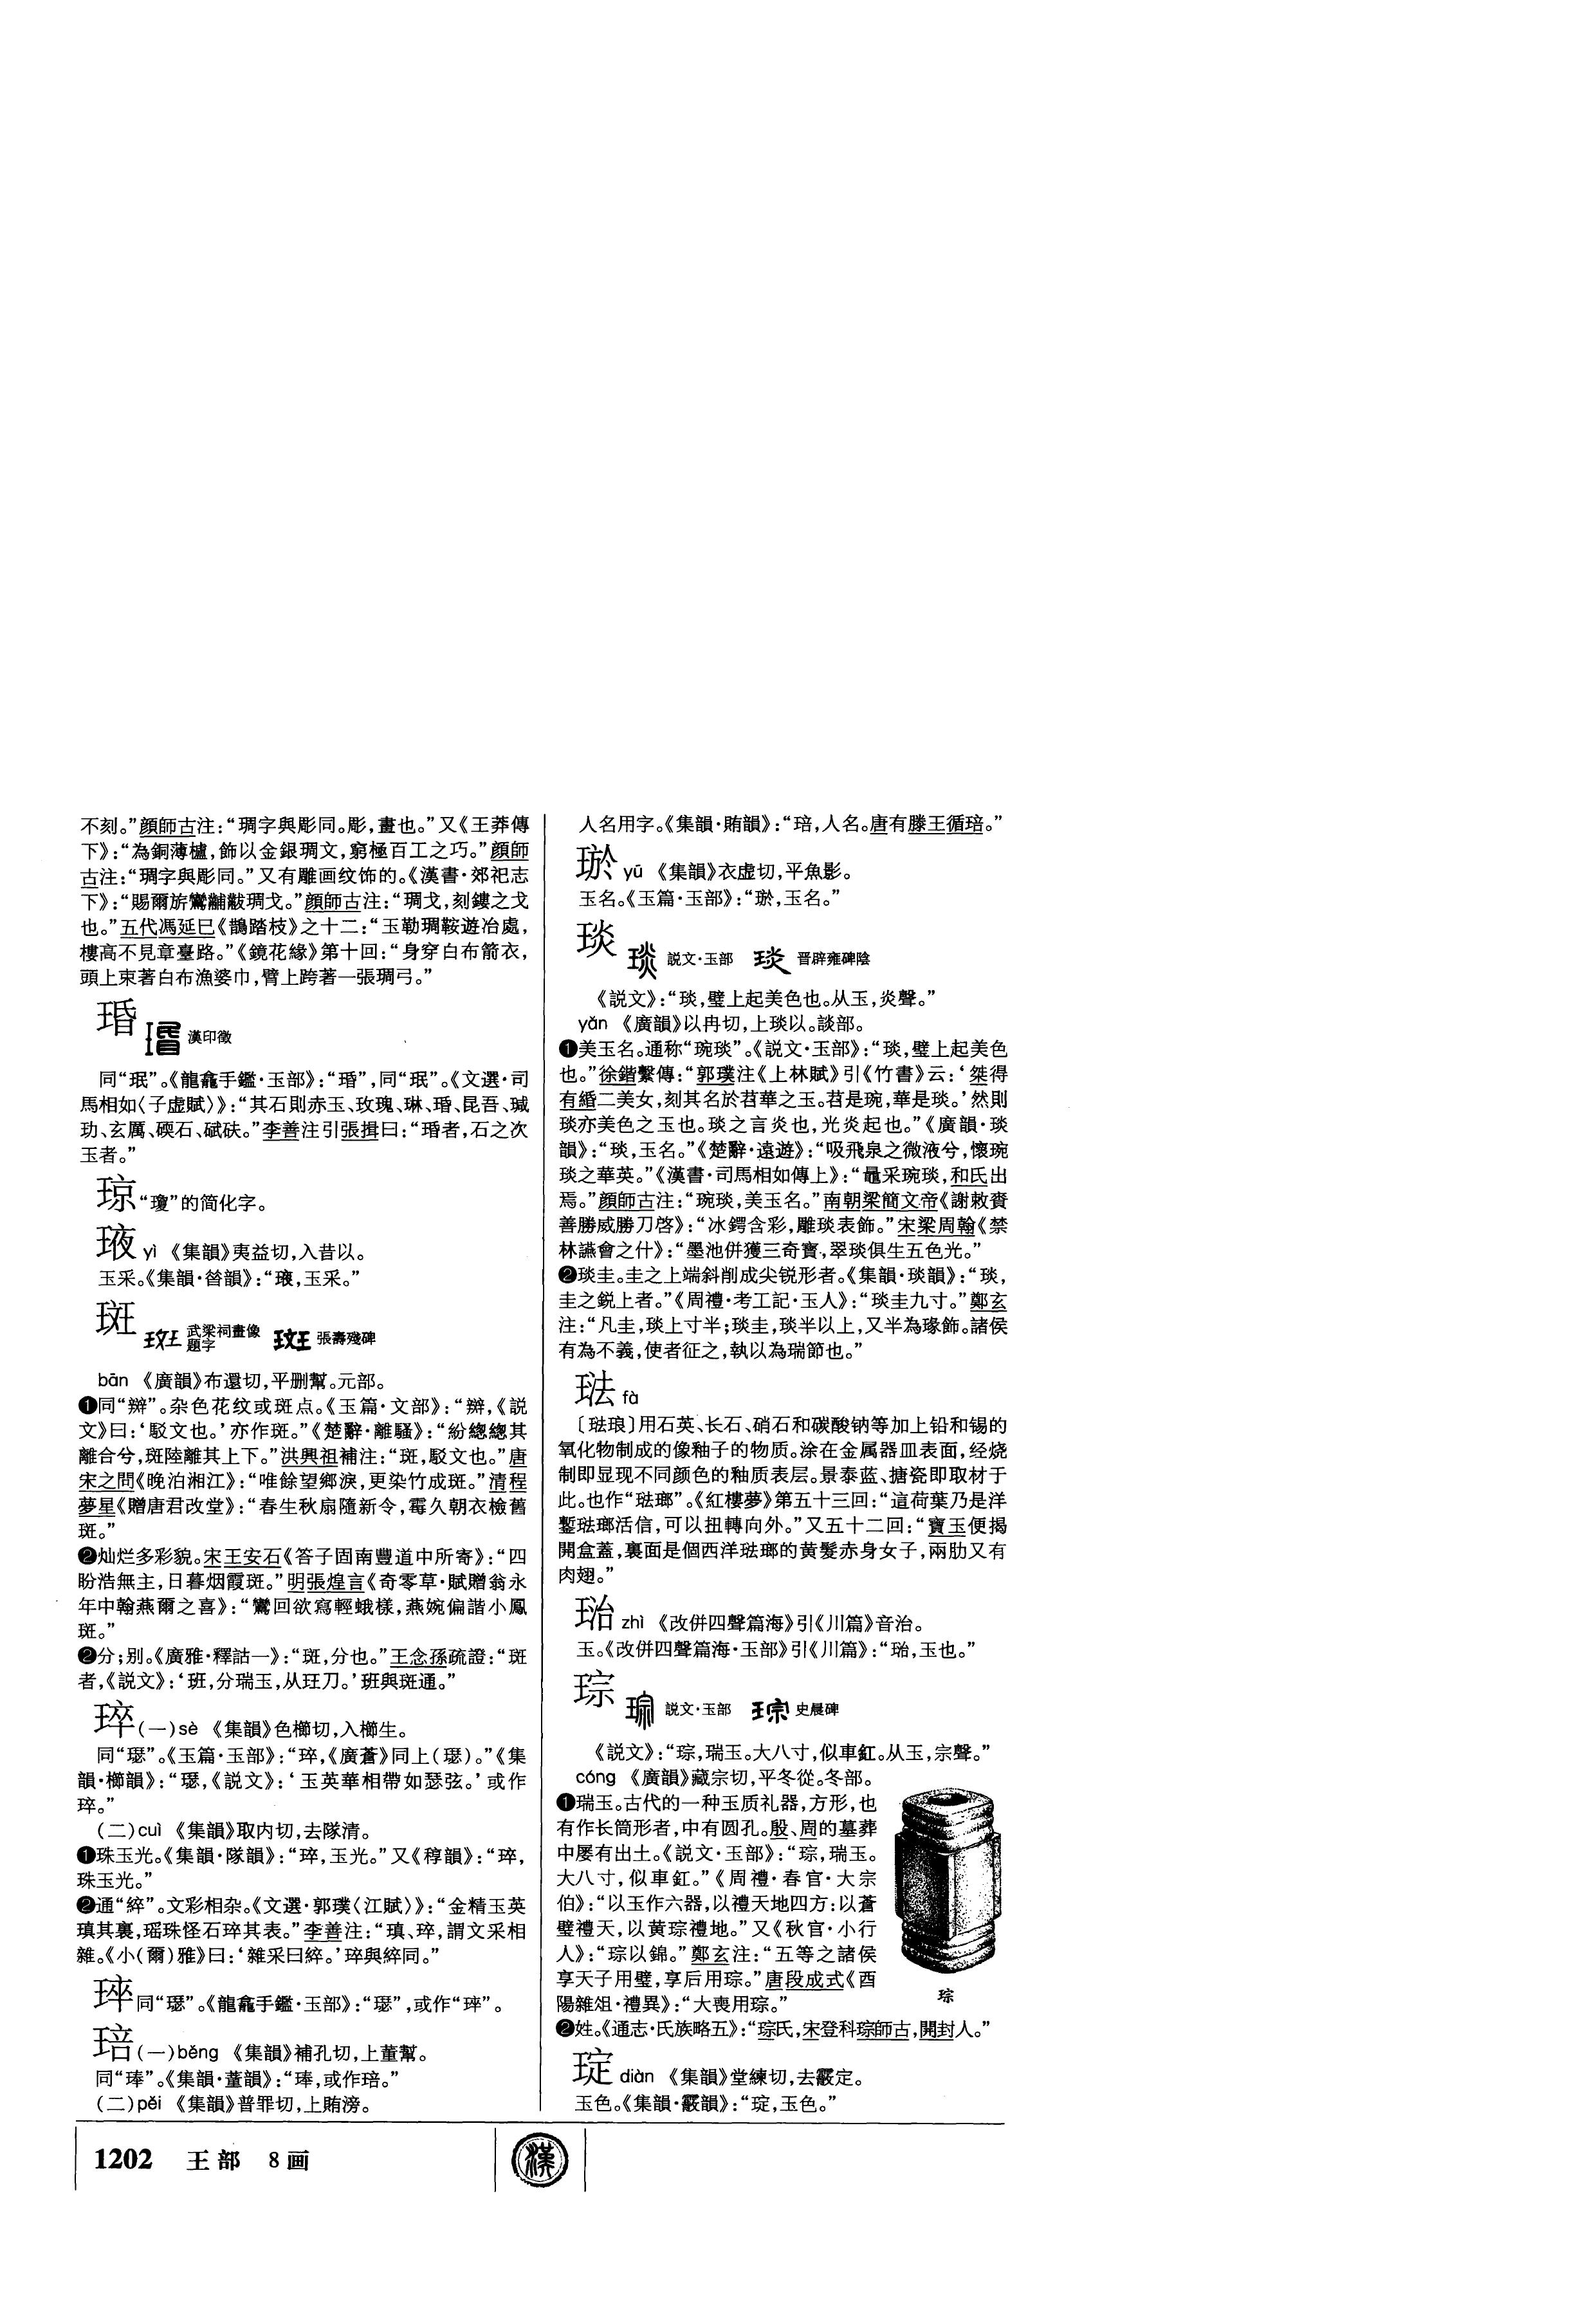 不刻。”顔師古注：“琱字與彫同。彫，畫也。”又《王莽傳
下》：“為銅薄櫨，飾以金銀琱文，窮極百工之巧。”顔師
古注：“琱字與彫同。”又有雕画纹饰的。《漢書·郊祀志
下》：“賜爾旂鸞黼黻琱戈。”顔師古注：“琱戈，刻鏤之戈
也。”五代馮延巳《鵲踏枝》之十二：“玉勒琱鞍遊冶處，
樓高不見章臺路。”《鏡花緣》第十回：“身穿白布箭衣，
頭上束著白布漁婆巾，臂上跨著一張琱弓。”
琘 漢印徵
同“珉”。《龍龕手鑑·玉部》：“琘”，同“珉”。《文選·司
馬相如〈子虚賦〉》：“其石則赤玉、玫瑰、琳、琘、昆吾、瑊
玏、玄厲、碝石、碔砆。”李善注引張揖曰：“琘者，石之次
玉者。”
琼 “瓊”的简化字。
𤦂 yì 《集韻》夷益切，入昔以。
玉采。《集韻·㫺韻》：“𤦂，玉采。”
斑 武梁祠畫像題字 張壽殘碑
bān 《廣韻》布還切，平删幫。元部。
❶同“辬”。杂色花纹或斑点。《玉篇·文部》：“辬，《説
文》曰：‘駁文也。’亦作斑。”《楚辭·離騷》：“紛緫緫其
離合兮，斑陸離其上下。”洪興祖補注：“斑，駁文也。”唐
宋之問《晚泊湘江》：“唯餘望鄉淚，更染竹成斑。”清程
夢星《贈唐君改堂》：“春生秋扇隨新令，霉久朝衣檢舊
斑。”
❷灿烂多彩貌。宋王安石《答子固南豐道中所寄》：“四
盼浩無主，日暮烟霞斑。”明張煌言《奇零草·賦贈翁永
年中翰燕爾之喜》：“鸞回欲寫輕蛾樣，燕婉偏諧小鳳
斑。”
❷分；别。《廣雅·釋詁一》：“斑，分也。”王念孫疏證：“斑
者，《説文》：‘班，分瑞玉，从玨刀。’班與斑通。”
琗 (一)sè 《集韻》色櫛切，入櫛生。
同“瑟”。《玉篇·玉部》：“琗，《廣蒼》同上(瑟)。”《集
韻·櫛韻》：“璱，《説文》：‘玉英華相帶如瑟弦。’或作
琗。”
(二)cuì 《集韻》取内切，去隊清。
❶珠玉光。《集韻·隊韻》：“琗，玉光。”又《稕韻》：“琗，
珠玉光。”
❷通“綷”。文彩相杂。《文選·郭璞〈江賦〉》：“金精玉英
瑱其裏，瑶珠怪石琗其表。”李善注：“瑱、琗，謂文采相
雜。《小(爾)雅》曰：‘雜采曰綷。’琗與綷同。”
同“璱”。《龍龕手鑑·玉部》：“璱”，或作“”。
琣 (一)běng 《集韻》補孔切，上董幫。
同“琫”。《集韻·董韻》：“琫，或作琣。”
(二)pěi 《集韻》普罪切，上賄滂。
人名用字。《集韻·賄韻》：“琣，人名。唐有滕王循琣。”
yū 《集韻》衣虚切，平魚影。
玉名。《玉篇·玉部》：“，玉名。”
琰 説文·玉部 晋辟雍碑陰
《説文》：“琰，璧上起美色也。从玉，炎聲。”
yǎn 《廣韻》以冉切，上琰以。談部。
❶美玉名。通称“琬琰”。《説文·玉部》：“琰，璧上起美色
也。”徐鍇繫傳：“郭璞注《上林賦》引《竹書》云：‘桀得
有緍二美女，刻其名於苕華之玉。苕是琬，華是琰。’然則
琰亦美色之玉也。琰之言炎也，光炎起也。”《廣韻·琰
韻》：“琰，玉名。”《楚辭·遠遊》：“吸飛泉之微液兮，懷琬
琰之華英。”《漢書·司馬相如傳上》：“鼂采琬琰，和氏出
焉。”顔師古注：“琬琰，美玉名。”南朝梁簡文帝《謝敕賚
善勝威勝刀啓》：“冰鍔含彩，雕琰表飾。”宋梁周翰《禁
林讌會之什》：“墨池併獲三奇寶，翠琰俱生五色光。”
❷琰圭。圭之上端斜削成尖锐形者。《集韻·琰韻》：“琰，
圭之鋭上者。”《周禮·考工記·玉人》：“琰圭九寸。”鄭玄
注：“凡圭，琰上寸半；琰圭，琰半以上，又半為瑑飾。諸侯
有為不義，使者征之，執以為瑞節也。”
琺 fà
〔珐琅〕用石英、长石、硝石和碳酸钠等加上铅和锡的
氧化物制成的像釉子的物质。涂在金属器皿表面，经烧
制即显现不同颜色的釉质表层。景泰蓝、搪瓷即取材于
此。也作“珐瑯”。《紅樓夢》第五十三回：“這荷葉乃是洋
鏨珐瑯活信，可以扭轉向外。”又五十二回：“寶玉便揭
開盒蓋，裏面是個西洋珐瑯的黄髮赤身女子，兩肋又有
肉翅。”
zhì 《改併四聲篇海》引《川篇》音治。
玉。《改併四聲篇海·玉部》引《川篇》：“，玉也。”
琮 説文·玉部 史晨碑
《説文》：“琮，瑞玉。大八寸，似車釭。从玉，宗聲。”
cóng 《廣韻》藏宗切，平冬從。冬部。
❶瑞玉。古代的一种玉质礼器，方形，也
有作长筒形者，中有圆孔。殷、周的墓葬
中屡有出土。《説文·玉部》：“琮，瑞玉。
大八寸，似車釭。”《周禮·春官·大宗
伯》：“以玉作六器，以禮天地四方：以蒼
璧禮天，以黄琮禮地。”又《秋官·小行
人》：“琮以錦。”鄭玄注：“五等之諸侯
享天子用璧，享后用琮。”唐段成式《酉
陽雜俎·禮異》：“大喪用琮。”
琮
❷姓。《通志·氏族略五》：“琮氏，宋登科琮師古，開封人。”
琔 diàn 《集韻》堂練切，去霰定。
玉色。《集韻·霰韻》：“琔，玉色。”
1202 王部 8画
漢